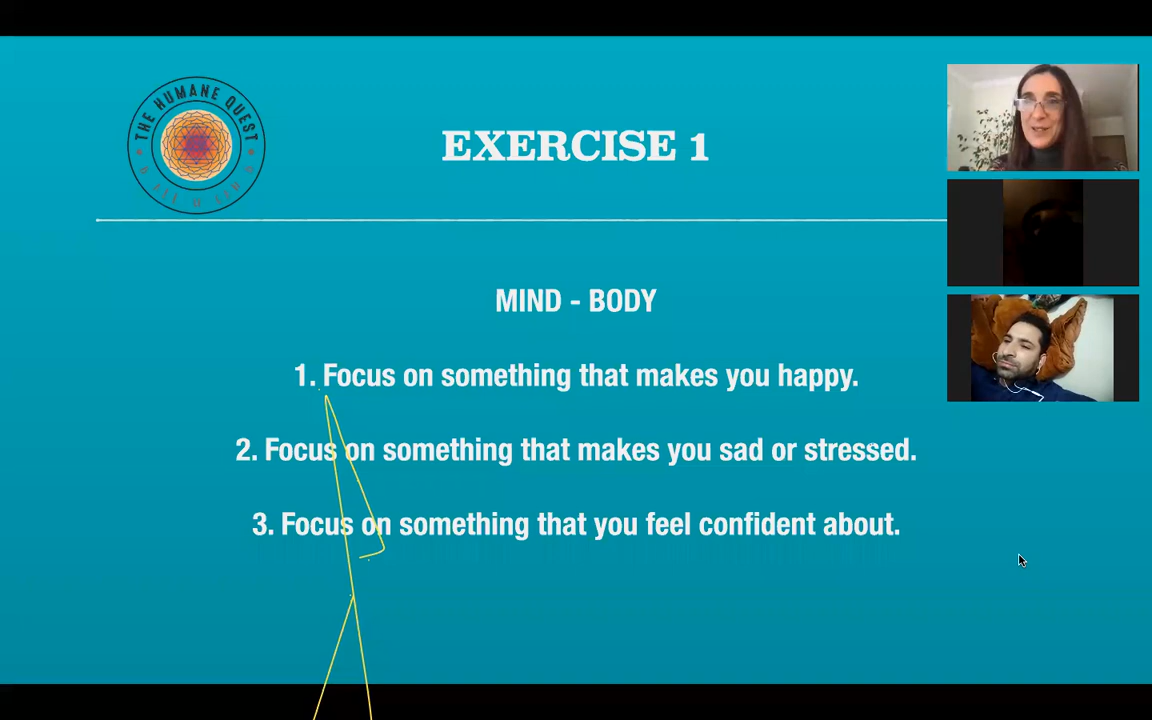 THE HUMANE QUEST
EXERCISE 1
MIND - BODY
1. Focus on something that makes you happy.
2. Focus on something that makes you sad or stressed.
3. Focus on something that you feel confident about.